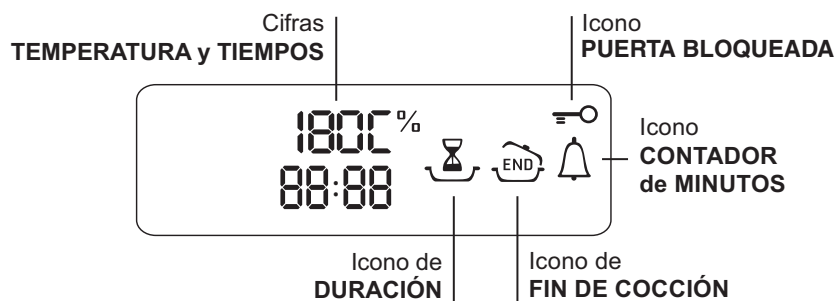 Cifras
TEMPERATURA y TIEMPOS
Icono
PUERTA BLOQUEADA
180C%
88:88
END
Icono
CONTADOR
de MINUTOS
Icono de
DURACIÓN
Icono de
FIN DE COCCIÓN